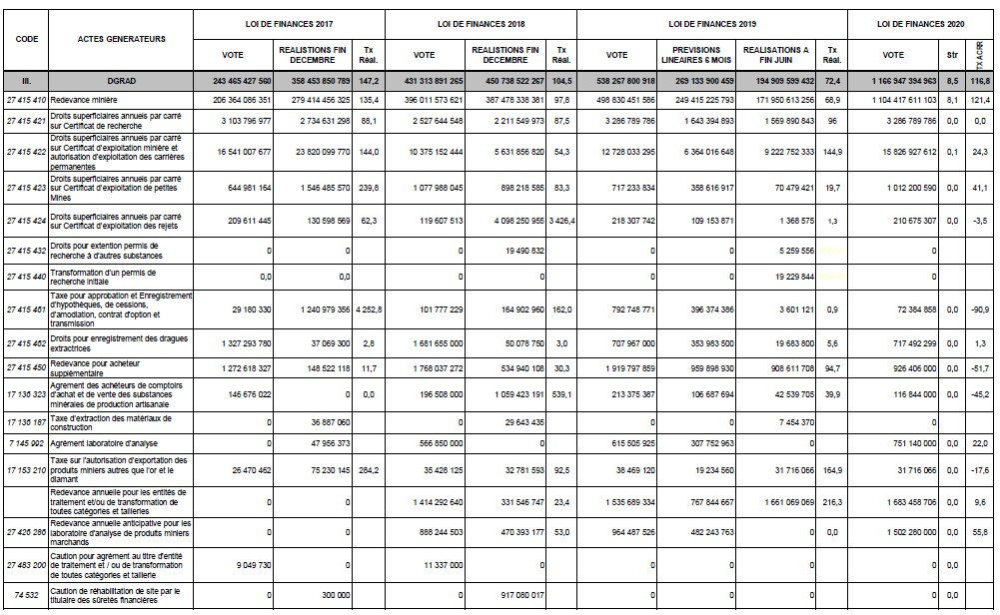 CODE ACTES GENERATEURS LOI DE FINANCES 2017 LOI DE FINANCES 2018 LOI DE FINANCES 2019 LOI DE FINANCES 2020
VOTE REALISTIONS FIN DECEMBRE Tx Réal. VOTE REALISTIONS FIN DECEMBRE Tx Réal. VOTE PREVISIONS LINEAIRES 6 MOIS REALISATIONS A FIN JUIN Tx Réal. VOTE Str TX ACRR
III. DGRAD 243 465 427 560 358 453 850 789 147,2 431 313 891 265 450 738 522 267 104,5 538 267 800 918 269 133 900 459 194 909 599 432 72,4 1 166 947 394 963 8,5 116,8
27 415 410 Redevance minière 206 364 086 351 279 414 456 325 135,4 396 011 573 621 387 478 338 381 97,8 498 830 451 586 249 415 225 793 171 950 613 256 68,9 1 104 417 611 103 8,1 121,4
27 415 421 Droits superficiaires annuels par carré sur Certificat de recherche 3 103 796 977 2 734 631 298 88,1 2 527 644 548 2 211 549 973 87,5 3 286 789 786 1 643 394 893 1 569 890 843 96 3 286 789 786 0,0 0,0
27 415 422 Droits superficiaires annuels par carré sur Certificat d'exploitation minière et autorisation d'exploitation des carrières permanentes 16 541 007 677 23 820 099 770 144,0 10 375 152 444 5 631 856 820 54,3 12 728 033 295 6 364 016 648 9 222 752 333 144,9 15 826 927 612 0,1 24,3
27 415 423 Droits superficiaires annuels par carré sur Certificat d'exploitation de petites Mines 644 981 164 1 546 485 570 239,8 1 077 988 045 898 218 585 83,3 717 233 834 358 616 917 70 479 421 19,7 1 012 200 590 0,0 41,1
27 415 424 Droits superficiaires annuels par carré sur Certificat d'exploitation des rejets 209 611 445 130 598 569 62,3 119 607 513 4 098 250 955 3 426,4 218 307 742 109 153 871 1 368 575 1,3 210 675 307 0,0 -3,5
27 415 432 Droits pour extention permis de recherche à d'autres substances 0 0 0 19 490 832 0 0 5 259 556 0
27 415 440 Transformation d'un permis de recherche initiale 0,0 0,0 0 0 0 0 19 229 844 0
27 415 461 Taxe pour approbation et Enregistrement d'hypothèques, de cessions, d'amodiation, contrat d'option et transmission 29 180 330 1 240 979 356 4 252,8 101 777 229 164 902 960 162,0 792 748 771 396 374 386 3 601 121 0,9 72 384 858 0,0 -90,9
27 415 462 Droits pour enregistrement des dragues extractrices 1 327 293 780 37 069 300 2,8 1 681 655 000 50 078 750 3,0 707 967 000 353 983 500 19 683 800 5,6 717 492 299 0,0 1,3
27 415 450 Redevance pour acheteur supplémentaire 1 272 618 327 148 522 118 11,7 1 768 037 272 534 940 108 30,3 1 919 797 859 959 898 930 908 611 708 94,7 926 406 000 0,0 -51,7
17 136 323 Agrement des achéteurs de comptoirs d'achat et de vente des substances minérales de production artisanale 146 676 022 0 0,0 196 508 000 1 059 423 191 539,1 213 375 387 106 687 694 42 539 705 39,9 116 844 000 0,0 -45,2
17 136 187 Taxe d'extraction des matériaux de construction 0 36 887 060 0 29 643 435 0 0 7 454 370 0
7 145 992 Agrément laboratoire d'analyse 0 47 956 373 566 850 000 0 615 505 925 307 752 963 0 751 140 000 0,0 22,0
17 153 210 Taxe sur l'autorisation d'exportation des produits miniers autres que l'or et le diamant 26 470 462 75 230 145 284,2 35 428 125 32 781 593 92,5 38 469 120 19 234 560 31 716 066 164,9 31 716 066 0,0 -17,6
Redevance annuelle pour les entités de traitement et/ou de transformation de toutes catégories et tailleries 0 0 1 414 292 640 331 546 747 23,4 1 535 689 334 767 844 667 1 661 069 069 216,3 1 683 458 706 0,0 9,6
27 426 286 Redevance annuelle anticipative pour les laboratoire d'analyse de produits miniers marchands 0 0 888 244 503 470 393 177 53,0 964 487 526 482 243 763 0 0,0 1 502 280 000 0,0 55,8
27 483 200 Caution pour agrément au titre d'entité de traitement et / ou de transformation de toutes catégories et taillerie 9 049 730 0 11 337 000 0 0 0 0 0 0,0
74 532 Caution de réhabilitation de site par le titulaire des sûretés financières 0 300 000 0 917 080 017 0 0 0 0 0,0